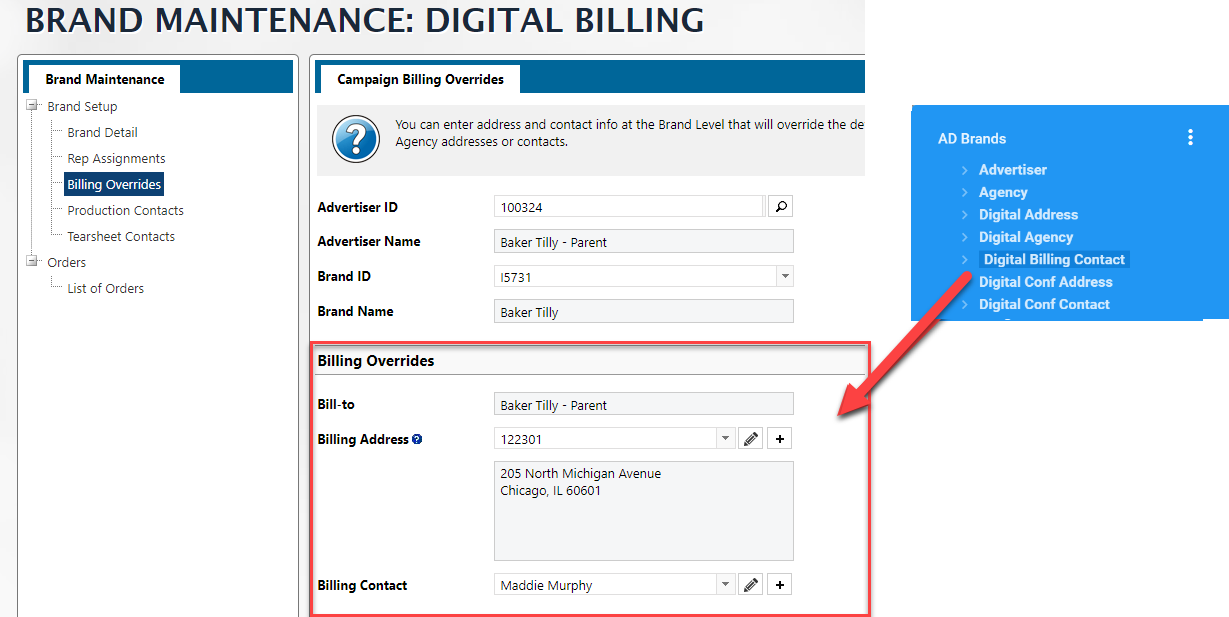 BRAND MAINTENANCE: DIGITAL BILLING
Brand Maintenance
Brand Setup
Brand Detail
Rep Assignments
Billing Overrides
Production Contacts
Tearsheet Contacts
Orders
List of Orders
Campaign Billing Overrides
You can enter address and contact info at the Brand Level that will override the de
Agency addresses or contacts.
Advertiser ID 100324
Advertiser Name Baker Tilly - Parent
Brand ID I5731
Brand Name Baker Tilly
Billing Overrides
Bill-to Baker Tilly - Parent
Billing Address 122301
205 North Michigan Avenue
Chicago, IL 60601
Billing Contact Maddie Murphy
AD Brands
Advertiser
Agency
Digital Address
Digital Agency
Digital Billing Contact
Digital Conf Address
Digital Conf Contact